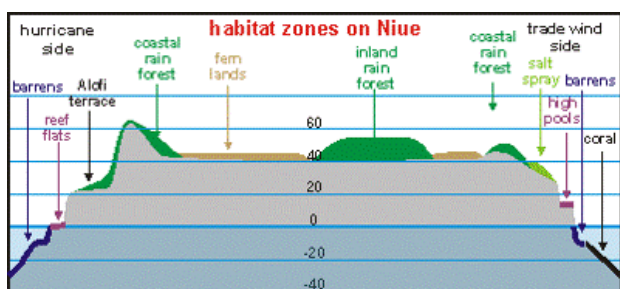 habitat zones on Niue
hurricane
side
trade wind
side
coastal
rain
forest
fern
lands
inland
rain
forest
coastal
rain
forest
salt
spray
barrens
Alofi
terrace
reef
flats
barrens
high
pools
coral
60
40
20
0
-20
-40